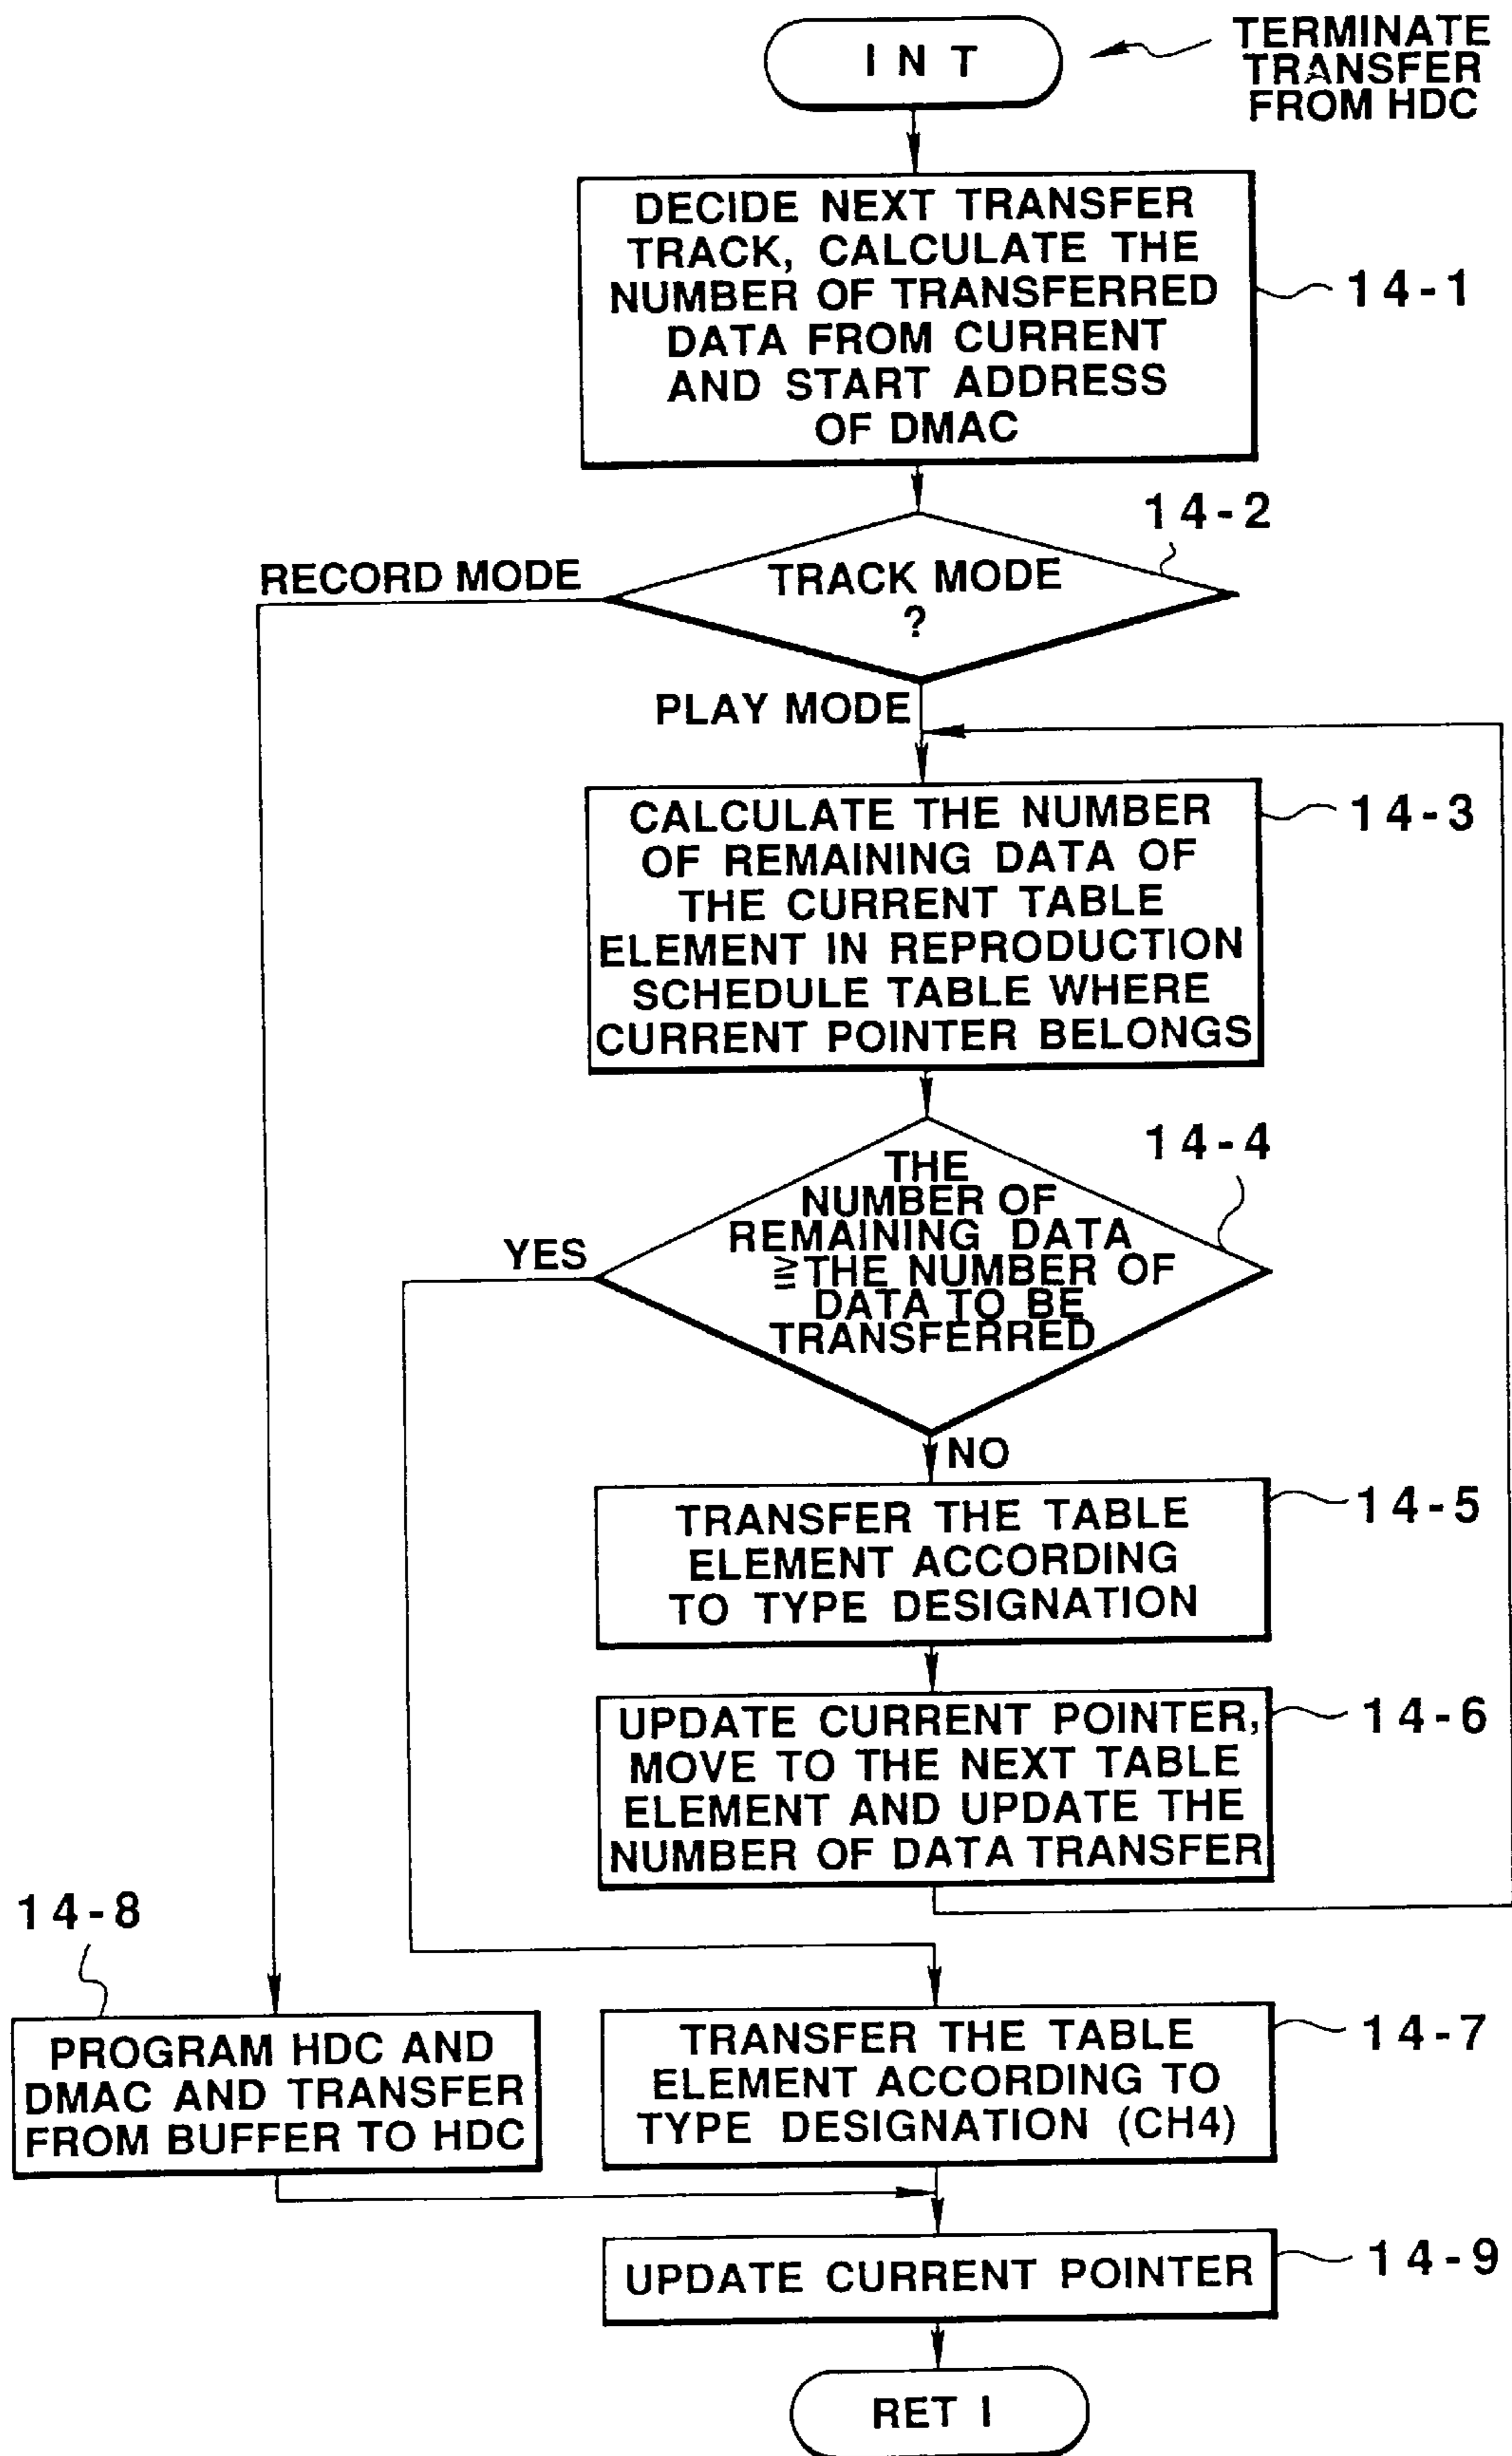 I N T
TERMINATE
TRANSFER
FROM HDC
DECIDE NEXT TRANSFER
TRACK, CALCULATE THE
NUMBER OF TRANSFERRED
DATA FROM CURRENT
AND START ADDRESS
OF DMAC
14-1
14-2
RECORD MODE
TRACK MODE
?
PLAY MODE
CALCULATE THE NUMBER
OF REMAINING DATA OF
THE CURRENT TABLE
ELEMENT IN REPRODUCTION
SCHEDULE TABLE WHERE
CURRENT POINTER BELONGS
14-3
14-4
THE
NUMBER OF
REMAINING DATA
≧THE NUMBER OF
DATA TO BE
TRANSFERRED
YES
NO
TRANSFER THE TABLE
ELEMENT ACCORDING
TO TYPE DESIGNATION
14-5
UPDATE CURRENT POINTER,
MOVE TO THE NEXT TABLE
ELEMENT AND UPDATE THE
NUMBER OF DATA TRANSFER
14-6
14-8
PROGRAM HDC AND
DMAC AND TRANSFER
FROM BUFFER TO HDC
TRANSFER THE TABLE
ELEMENT ACCORDING TO
TYPE DESIGNATION (CH4)
14-7
UPDATE CURRENT POINTER
14-9
RET I